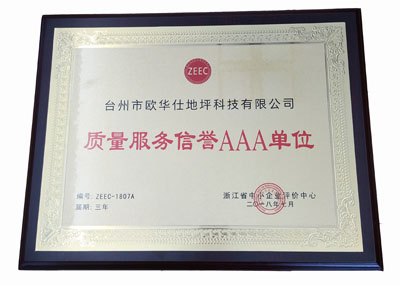 ZEEC
台州市欧华仕地坪科技有限公司
质量服务信誉AAA单位
编号:ZEEC-1807A
届期:三年
浙江省中小企业评价中心
二〇一八年七月